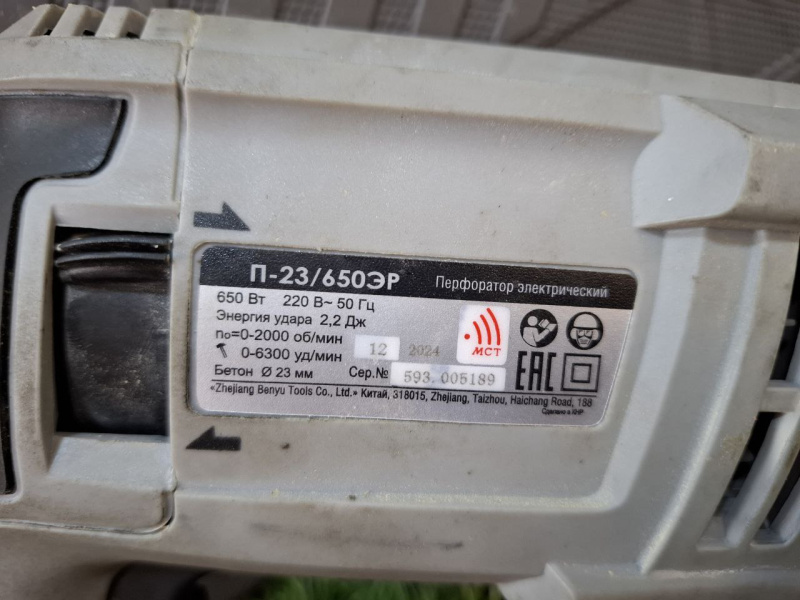 П-23/650ЭР Перфоратор электрический
650 Вт 220 В~ 50 Гц
Энергия удара 2,2 Дж
no=0-2000 об/мин
0-6300 уд/мин 12 2024
МСТ
ЕАС
Бетон Ø 23 мм Сер.№ 593. 005189
«Zhejiang Benyu Tools Co., Ltd.» Китай, 318015, Zhejiang, Taizhou, Haichang Road, 188
Сделано в КНР